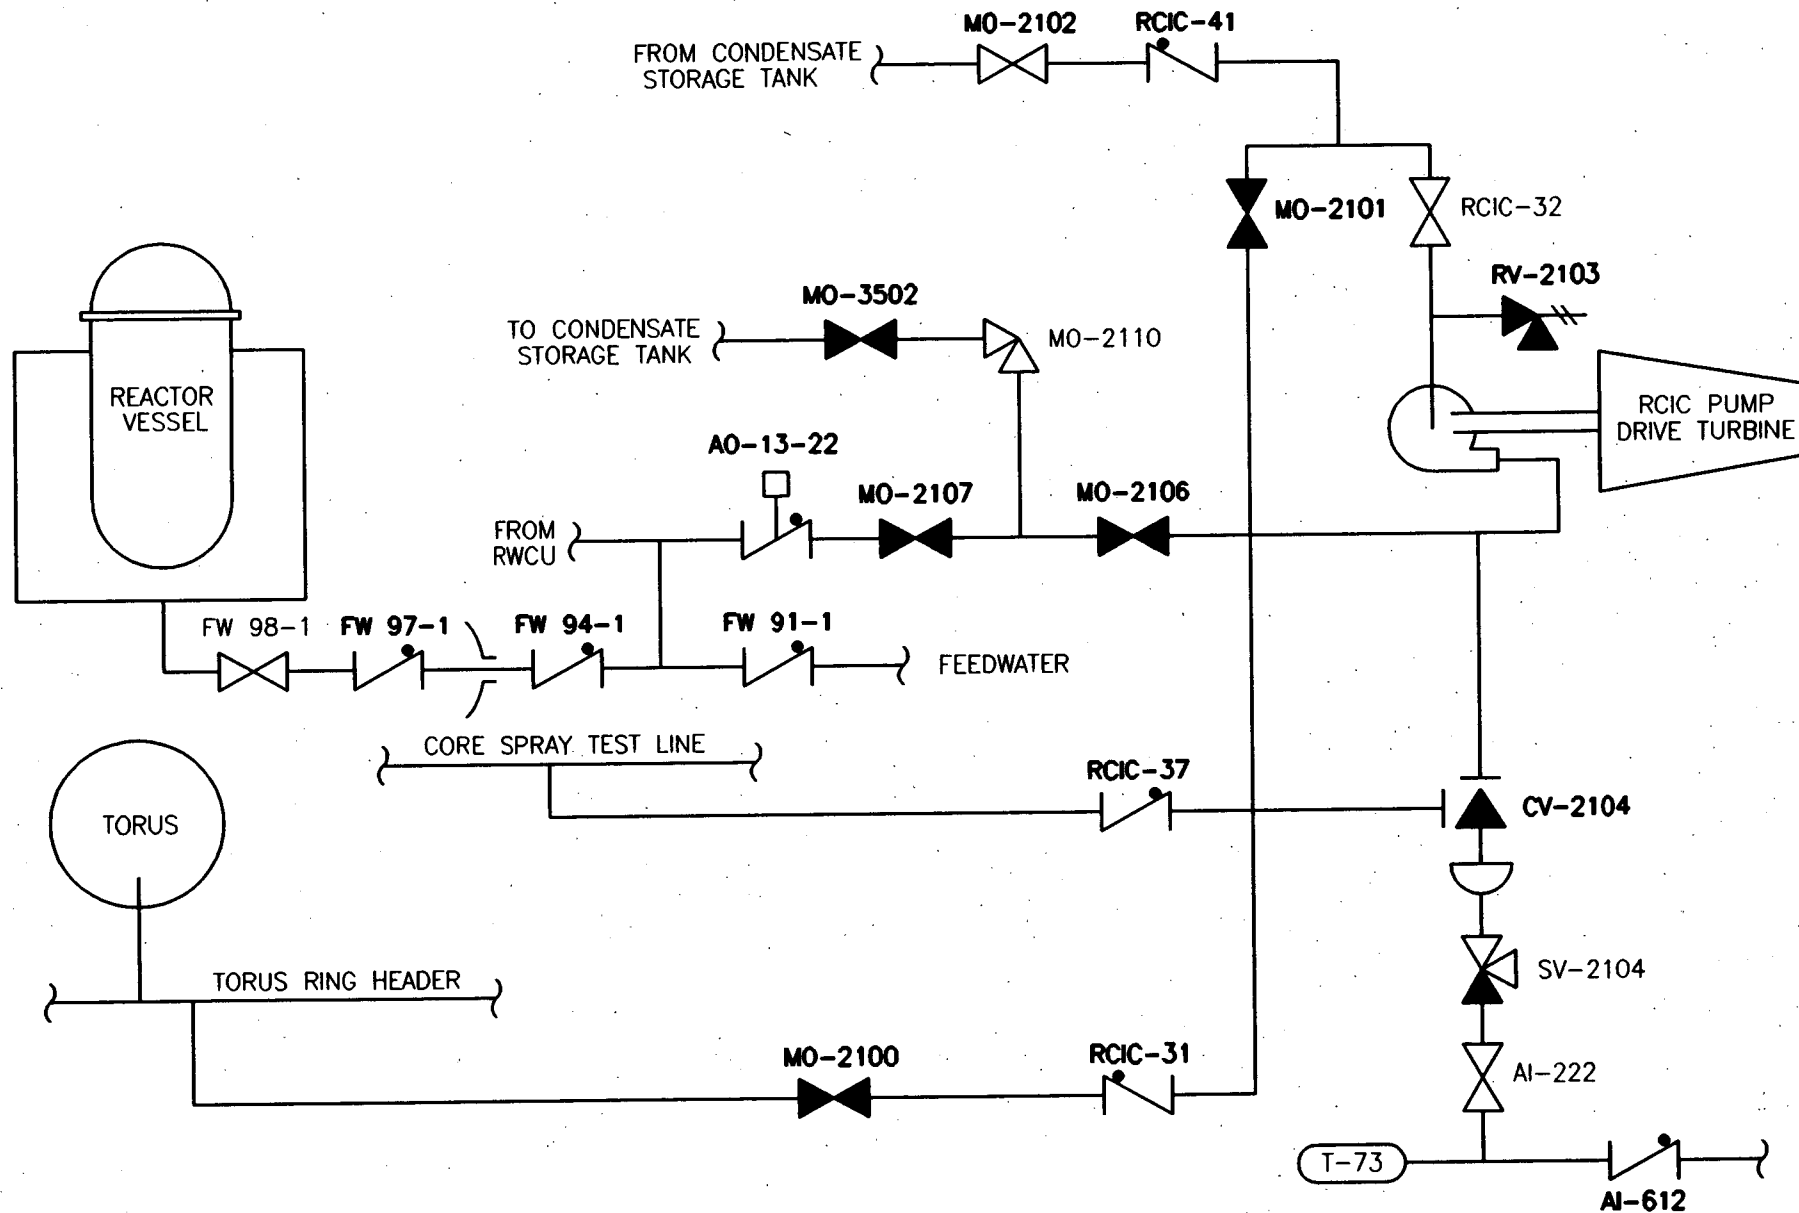 MO-2102
RCIC-41
FROM CONDENSATE
STORAGE TANK
MO-2101
RCIC-32
RV-2103
MO-3502
TO CONDENSATE
STORAGE TANK
MO-2110
REACTOR
VESSEL
RCIC PUMP
DRIVE TURBINE
AO-13-22
MO-2107
MO-2106
FROM
RWCU
FW 98-1
FW 97-1
FW 94-1
FW 91-1
FEEDWATER
CORE SPRAY TEST LINE
RCIC-37
CV-2104
TORUS
SV-2104
TORUS RING HEADER
MO-2100
RCIC-31
AI-222
T-73
AI-612